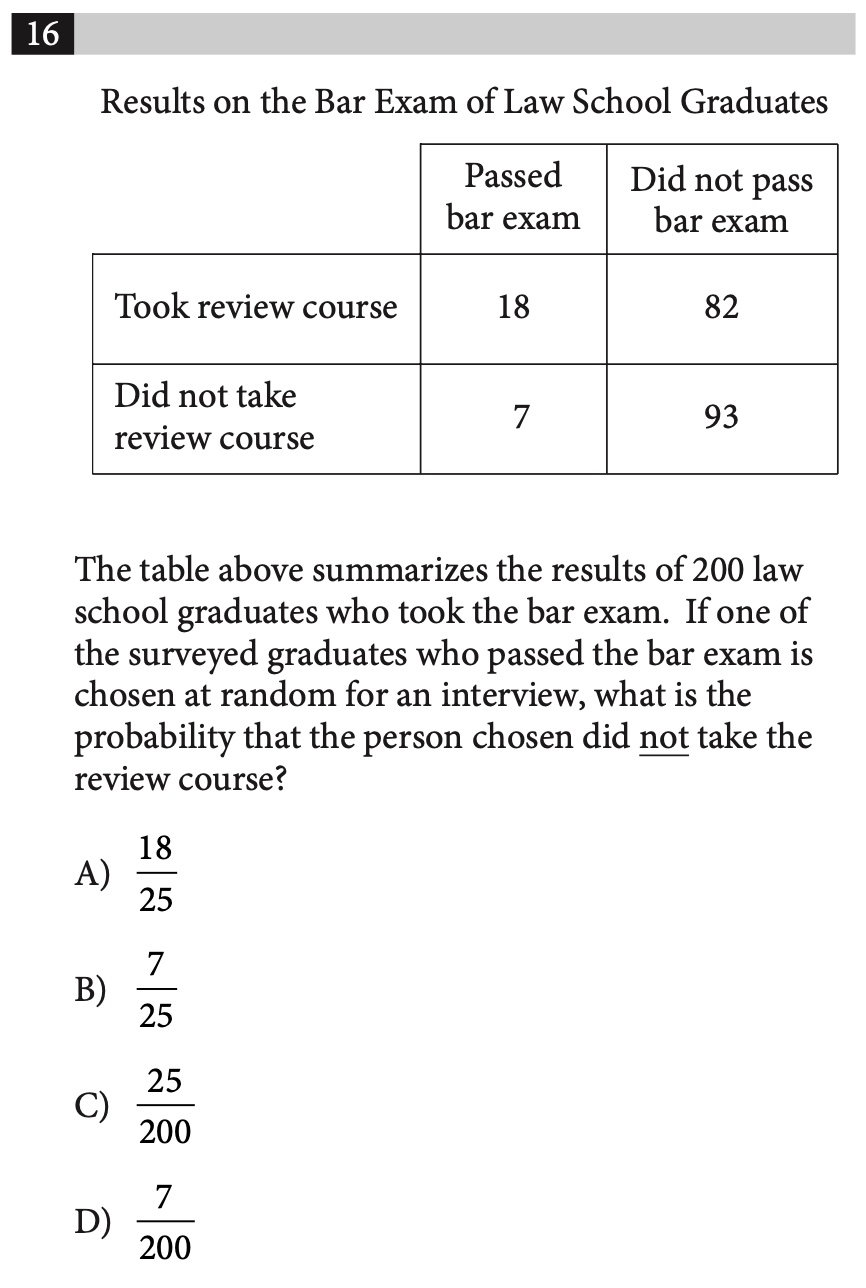 16
Results on the Bar Exam of Law School Graduates
Passed bar exam
Did not pass bar exam
Took review course 18 82
Did not take review course 7 93
The table above summarizes the results of 200 law
school graduates who took the bar exam. If one of
the surveyed graduates who passed the bar exam is
chosen at random for an interview, what is the
probability that the person chosen did not take the
review course?
A) 18/25
B) 7/25
C) 25/200
D) 7/200